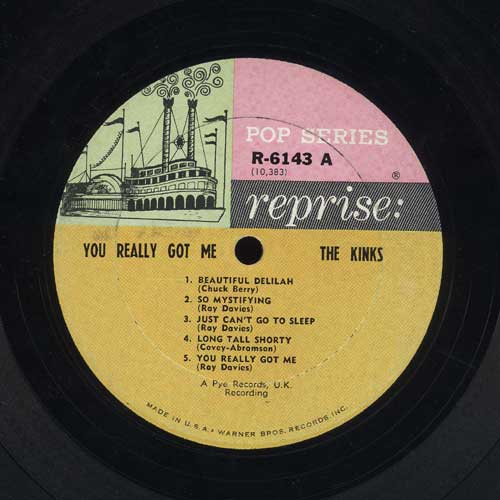 POP SERIES
R-6143 A
(10,383)
®
reprise:
YOU REALLY GOT ME
THE KINKS
1. BEAUTIFUL DELILAH
(Chuck Berry)
2. SO MYSTIFYING
(Ray Davies)
3. JUST CAN'T GO TO SLEEP
(Ray Davies)
4. LONG TALL SHORTY
(Covey-Abramson)
5. YOU REALLY GOT ME
(Ray Davies)
A Pye Records, U.K.
Recording
MADE IN U.S.A. • WARNER BROS. RECORDS, INC.